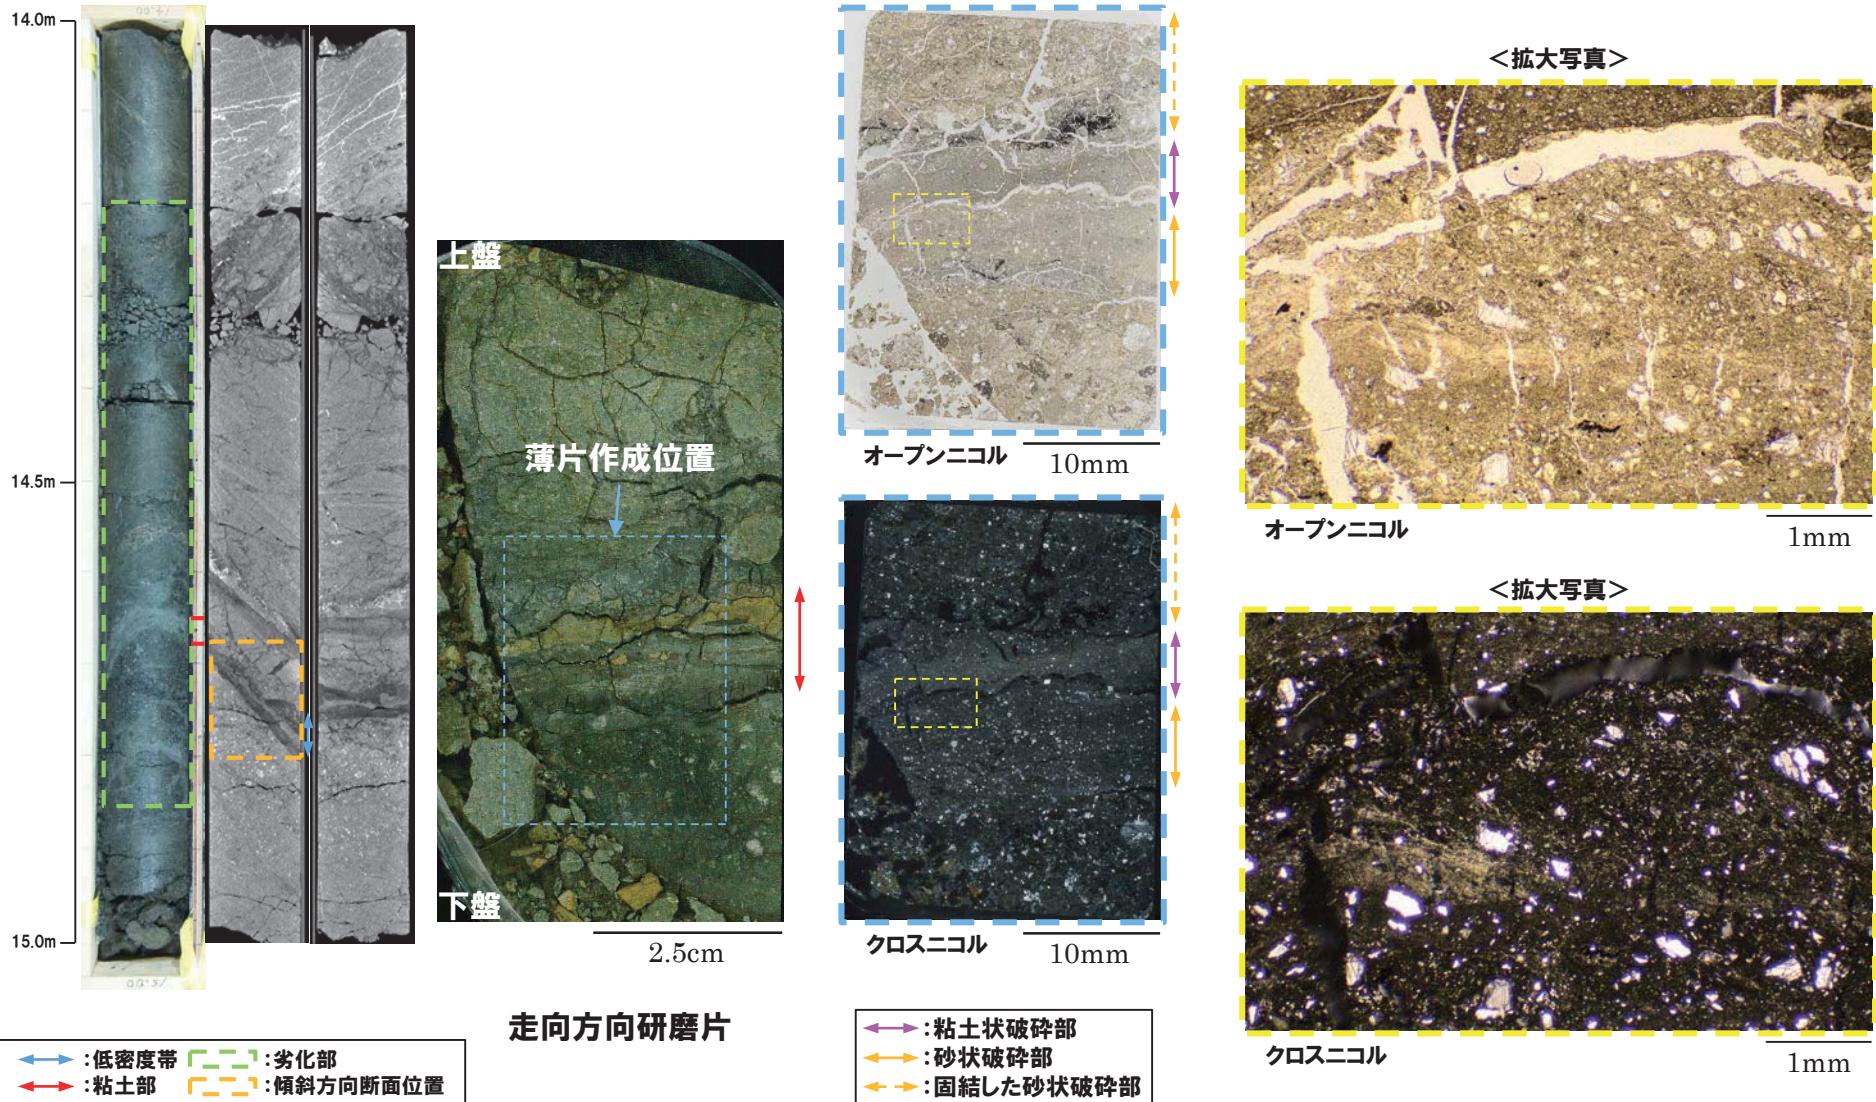 14.0m
14.5m
15.0m
上盤
薄片作成位置
下盤
2.5cm
走向方向研磨片
オープンニコル
10mm
クロスニコル
10mm
<拡大写真>
オープンニコル
1mm
<拡大写真>
クロスニコル
1mm
:低密度帯
:劣化部
:粘土部
:傾斜方向断面位置
:粘土状破砕部
:砂状破砕部
:固結した砂状破砕部